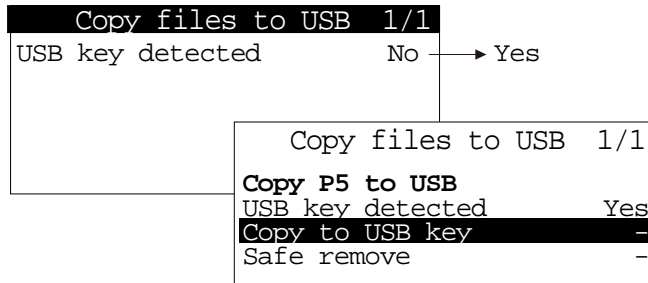 Copy files to USB 1/1
USB key detected No Yes
Copy files to USB 1/1
Copy P5 to USB
USB key detected Yes
Copy to USB key -
Safe remove -